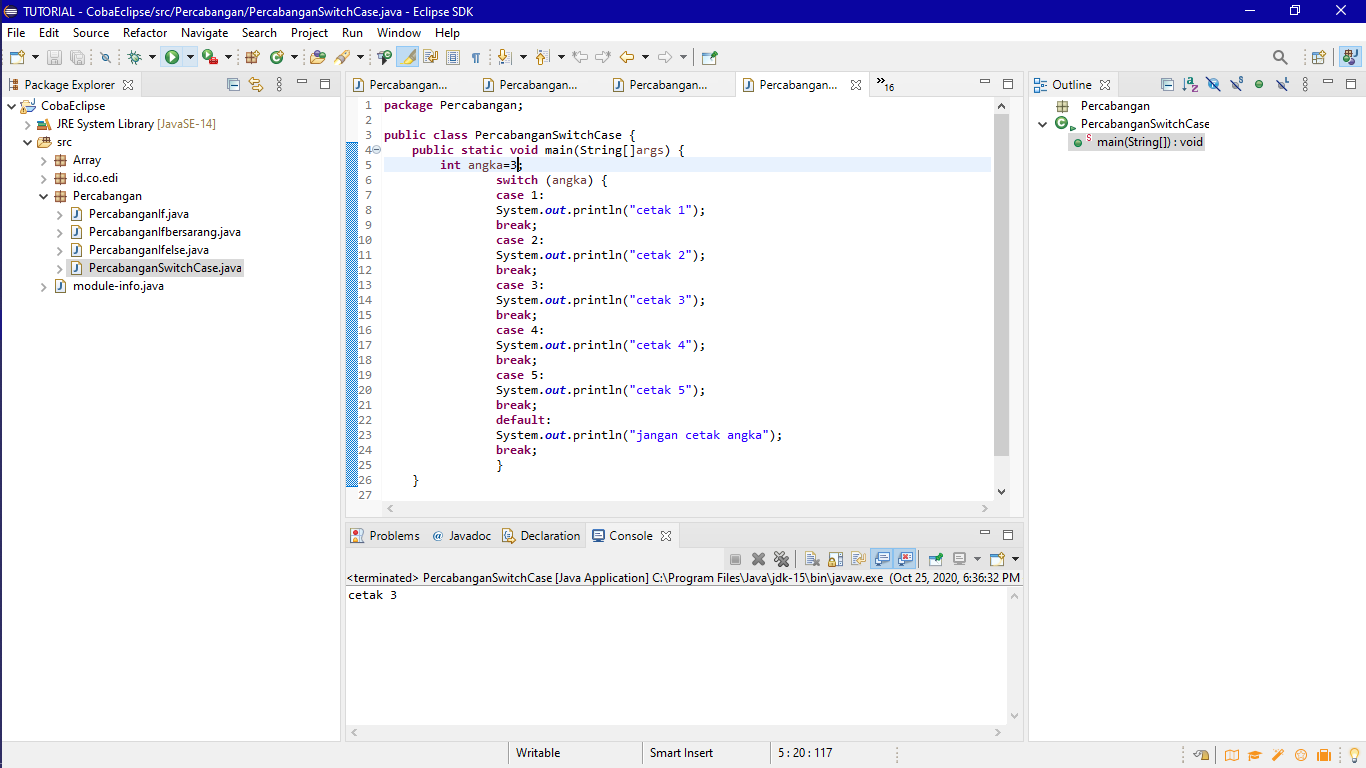 TUTORIAL - CobaEclipse/src/Percabangan/PercabanganSwitchCase.java - Eclipse SDK
File Edit Source Refactor Navigate Search Project Run Window Help
Package Explorer
CobaEclipse
JRE System Library [JavaSE-14]
src
Array
id.co.edi
Percabangan
PercabanganIf.java
PercabanganIfbersarang.java
PercabanganIfelse.java
PercabanganSwitchCase.java
module-info.java
Percabangan... Percabangan... Percabangan... Percabangan... »16
1 package Percabangan;
2
3 public class PercabanganSwitchCase {
4 public static void main(String[]args) {
5 int angka=3;
6 switch (angka) {
7 case 1:
8 System.out.println("cetak 1");
9 break;
10 case 2:
11 System.out.println("cetak 2");
12 break;
13 case 3:
14 System.out.println("cetak 3");
15 break;
16 case 4:
17 System.out.println("cetak 4");
18 break;
19 case 5:
20 System.out.println("cetak 5");
21 break;
22 default:
23 System.out.println("jangan cetak angka");
24 break;
25 }
26 }
27
Outline
Percabangan
PercabanganSwitchCase
main(String[]) : void
Problems @ Javadoc Declaration Console
<terminated> PercabanganSwitchCase [Java Application] C:\Program Files\Java\jdk-15\bin\javaw.exe (Oct 25, 2020, 6:36:32 PM
cetak 3
Writable Smart Insert 5 : 20 : 117